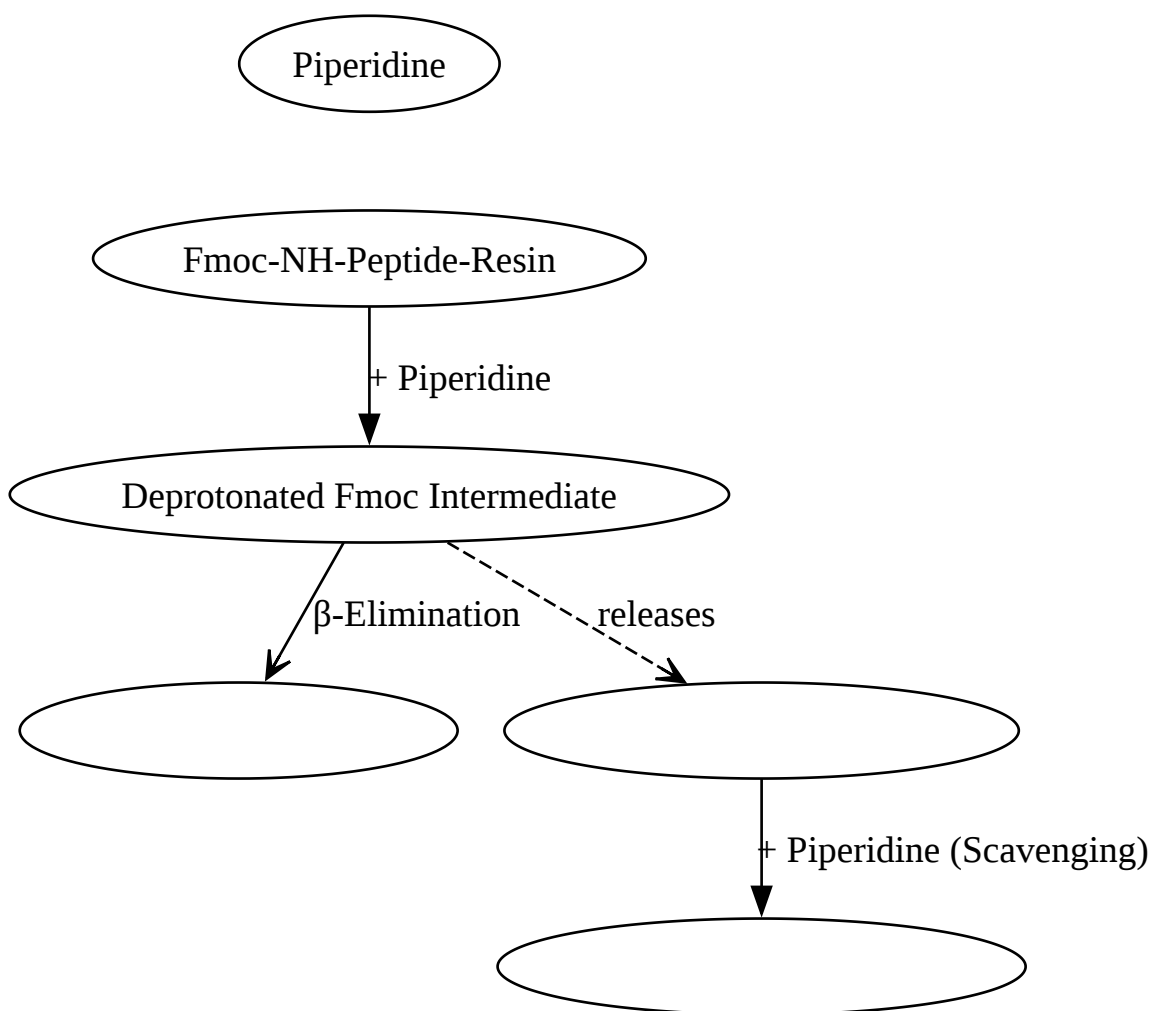 Piperidine
Fmoc-NH-Peptide-Resin
+ Piperidine
Deprotonated Fmoc Intermediate
β-Elimination
releases
+ Piperidine (Scavenging)